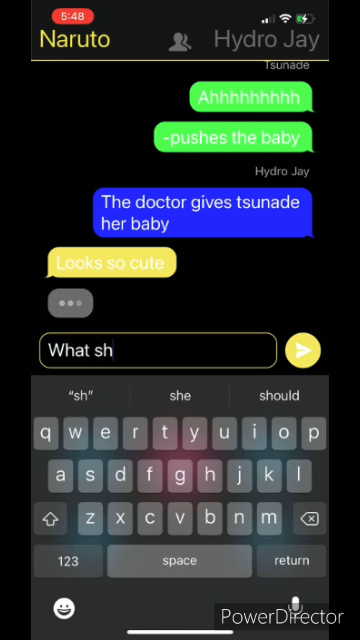 5:48
Naruto
Hydro Jay
Tsunade
Ahhhhhhhhh
-pushes the baby
Hydro Jay
The doctor gives tsunade
her baby
Looks so cute
What sh
“sh” she should
q w e r t y u i o p
a s d f g h j k l
z x c v b n m
123 space return
PowerDirector